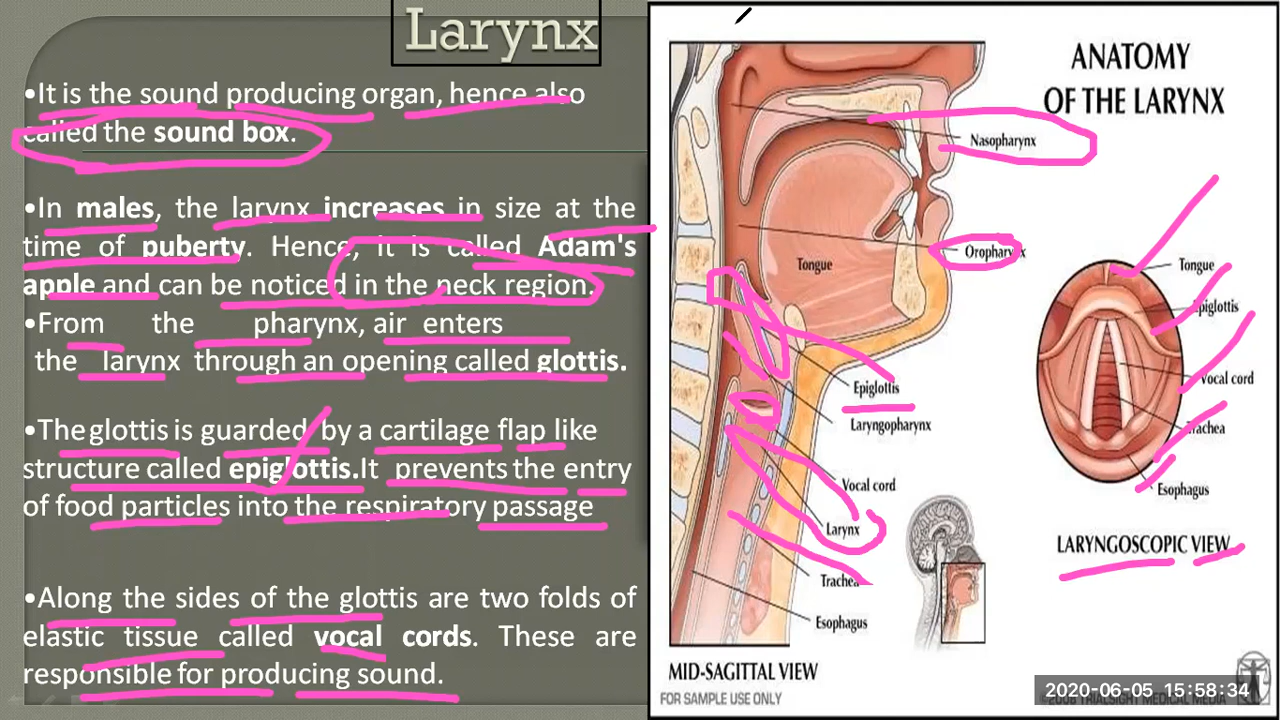 Larynx
•It is the sound producing organ, hence also
called the sound box.
•In males, the larynx increases in size at the
time of puberty. Hence, it is called Adam's
apple and can be noticed in the neck region.
•From the pharynx, air enters
the larynx through an opening called glottis.
•The glottis is guarded by a cartilage flap like
structure called epiglottis.It prevents the entry
of food particles into the respiratory passage
•Along the sides of the glottis are two folds of
elastic tissue called vocal cords. These are
responsible for producing sound.
ANATOMY
OF THE LARYNX
Nasopharynx
Oropharynx
Tongue
Epiglottis
Laryngopharynx
Vocal cord
Larynx
Trachea
Esophagus
MID-SAGITTAL VIEW
FOR SAMPLE USE ONLY
Tongue
Epiglottis
Vocal cord
Trachea
Esophagus
LARYNGOSCOPIC VIEW
2020-06-05 15:58:34